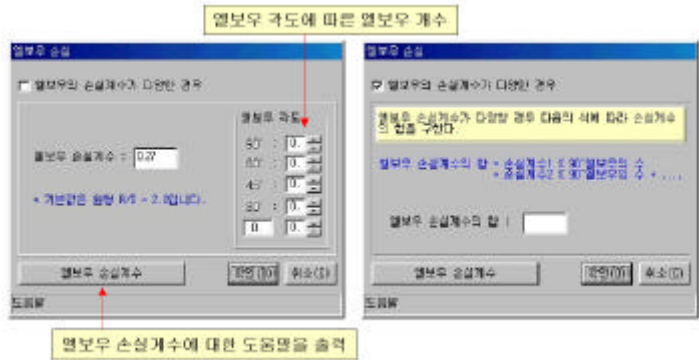 엘보우 각도에 따른 엘보우 개수
엘보우 손실
엘보우의 손실계수가 다양한 경우
엘보우 각도
엘보우 손실계수 : 0.27
90° : 0.
60° : 0.
45° : 0.
30° : 0.
0 0.
* 기본값은 원형 R/D = 2.0입니다.
엘보우 손실계수
확인(O)
취소(C)
도움말
엘보우 손실계수에 대한 도움말을 출력
엘보우 손실
엘보우의 손실계수가 다양한 경우
엘보우 손실계수가 다양할 경우 다음의 식에 따라 손실계수
의 합을 구한다.
엘보우 손실계수의 합 = 손실계수1 X 90°엘보우의 수
+ 손실계수2 X 90°엘보우의 수 + ....
엘보우 손실계수의 합 :
엘보우 손실계수
확인(O)
취소(C)
도움말